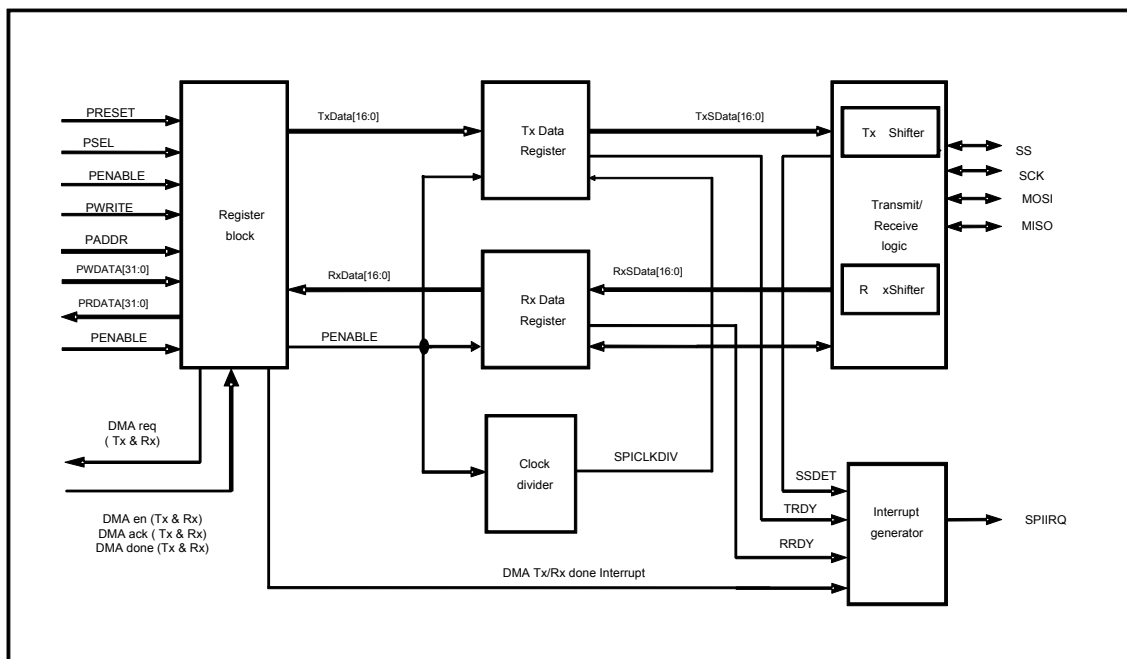 PRESET
PSEL
PENABLE
PWRITE
PADDR
PWDATA[31:0]
PRDATA[31:0]
PENABLE
Register
block
TxData[16:0]
RxData[16:0]
PENABLE
Tx Data
Register
Rx Data
Register
Clock
divider
SPICLKDIV
TxSData[16:0]
RxSData[16:0]
Tx Shifter
Transmit/
Receive
logic
R xShifter
SS
SCK
MOSI
MISO
DMA req
( Tx & Rx)
DMA en (Tx & Rx)
DMA ack ( Tx & Rx)
DMA done (Tx & Rx)
DMA Tx/Rx done Interrupt
SSDET
TRDY
RRDY
Interrupt
generator
SPIIRQ